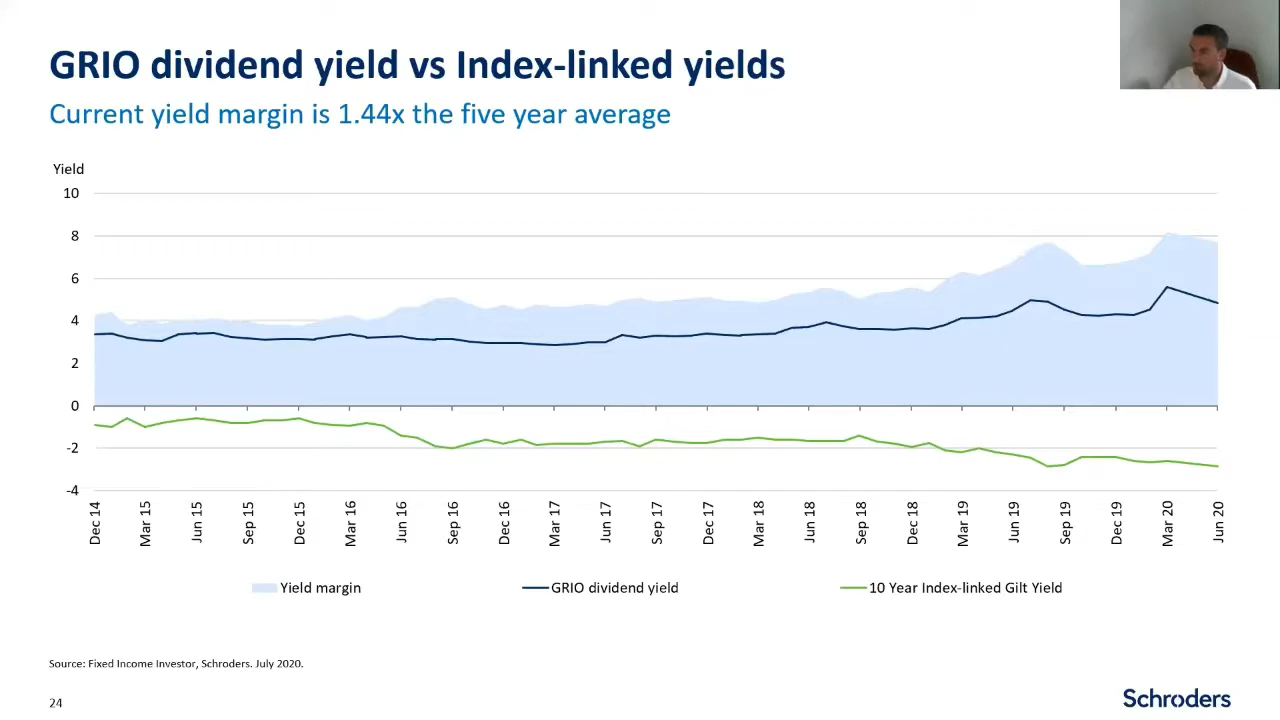 GRIO dividend yield vs Index-linked yields
Current yield margin is 1.44x the five year average
Yield
10
8
6
4
2
0
-2
-4
Dec 14
Mar 15
Jun 15
Sep 15
Dec 15
Mar 16
Jun 16
Sep 16
Dec 16
Mar 17
Jun 17
Sep 17
Dec 17
Mar 18
Jun 18
Sep 18
Dec 18
Mar 19
Jun 19
Sep 19
Dec 19
Mar 20
Jun 20
Yield margin
GRIO dividend yield
10 Year Index-linked Gilt Yield
Source: Fixed Income Investor, Schroders. July 2020.
24
Schroders